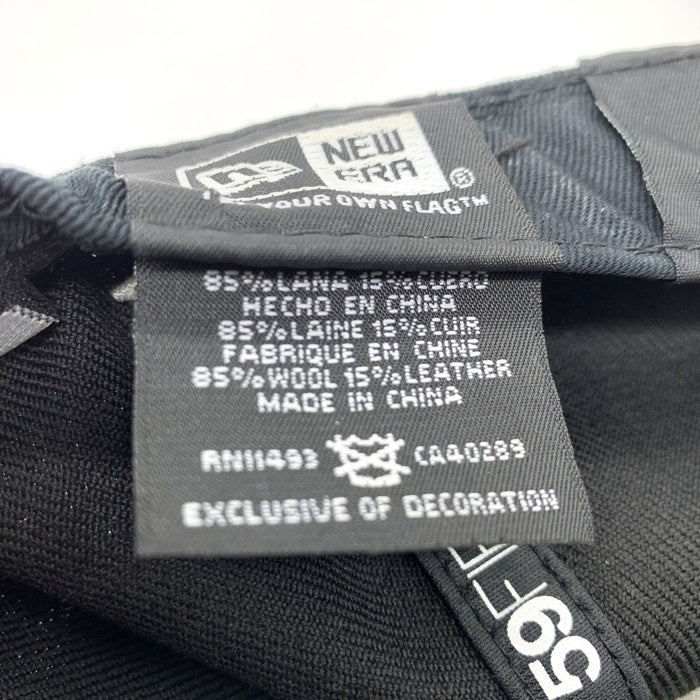 NEW
ERA
®
YOUR OWN FLAG™
85% LANA 15% CUERO
HECHO EN CHINA
85% LAINE 15% CUIR
FABRIQUE EN CHINE
85% WOOL 15% LEATHER
MADE IN CHINA
RN11493 CA40289
EXCLUSIVE OF DECORATION
59FI